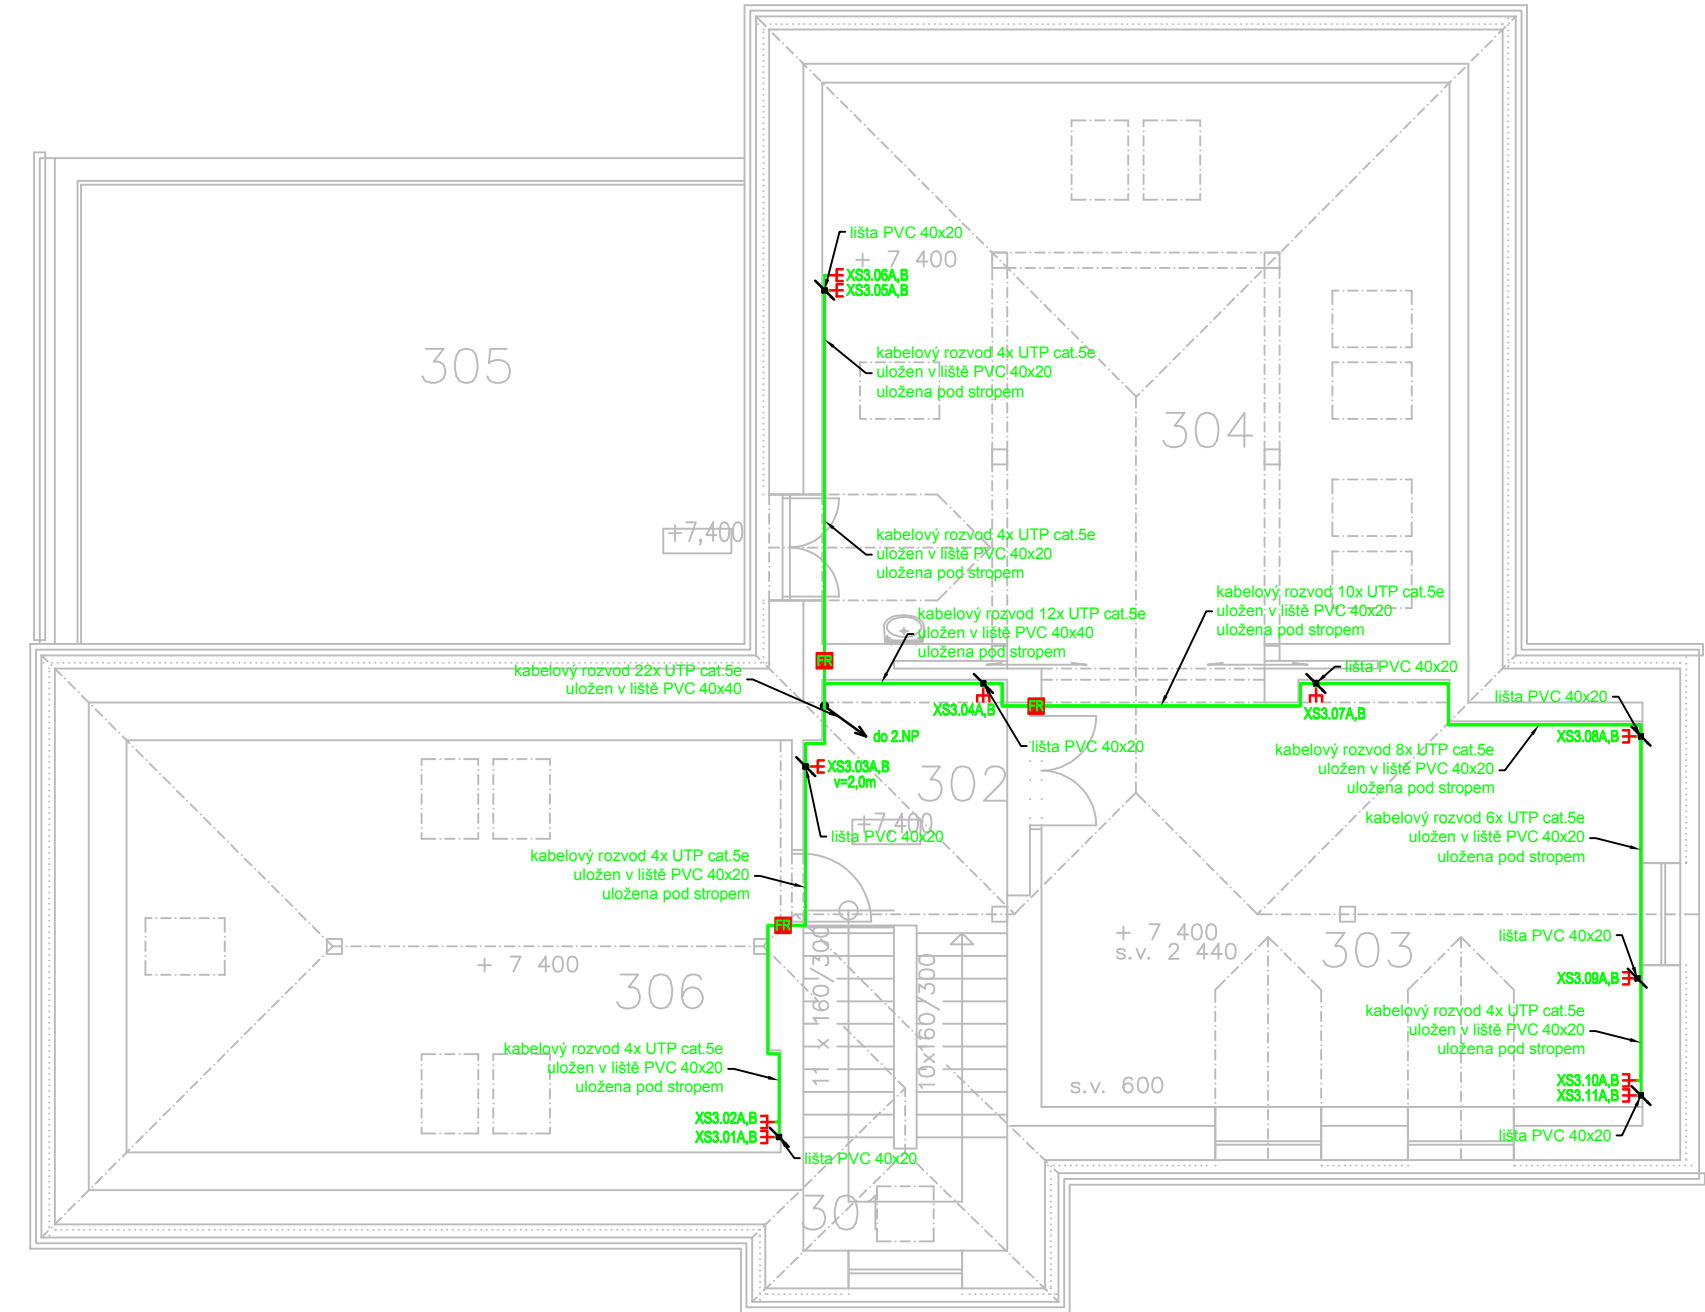 lišta PVC 40x20
+ 7 400
XS3.06A,B
XS3.05A,B
305
kabelový rozvod 4x UTP cat.5e
uložen v liště PVC 40x20
uložena pod stropem
304
+7,400
kabelový rozvod 4x UTP cat.5e
uložen v liště PVC 40x20
uložena pod stropem
kabelový rozvod 12x UTP cat.5e
uložen v liště PVC 40x40
uložena pod stropem
kabelový rozvod 10x UTP cat.5e
uložen v liště PVC 40x20
uložena pod stropem
FR
kabelový rozvod 22x UTP cat.5e
uložen v liště PVC 40x40
lišta PVC 40x20
XS3.04A,B
FR
XS3.07A,B
lišta PVC 40x20
do 2.NP
lišta PVC 40x20
XS3.08A,B
XS3.03A,B
v=2,0m
302
kabelový rozvod 8x UTP cat.5e
uložen v liště PVC 40x20
uložena pod stropem
+7,400
lišta PVC 40x20
kabelový rozvod 6x UTP cat.5e
uložen v liště PVC 40x20
uložena pod stropem
kabelový rozvod 4x UTP cat.5e
uložen v liště PVC 40x20
uložena pod stropem
FR
+ 7 400
s.v. 2 440
303
lišta PVC 40x20
+ 7 400
306
11 x 160/300
10x160/300
XS3.09A,B
kabelový rozvod 4x UTP cat.5e
uložen v liště PVC 40x20
uložena pod stropem
kabelový rozvod 4x UTP cat.5e
uložen v liště PVC 40x20
uložena pod stropem
s.v. 600
XS3.10A,B
XS3.11A,B
XS3.02A,B
XS3.01A,B
lišta PVC 40x20
lišta PVC 40x20
301